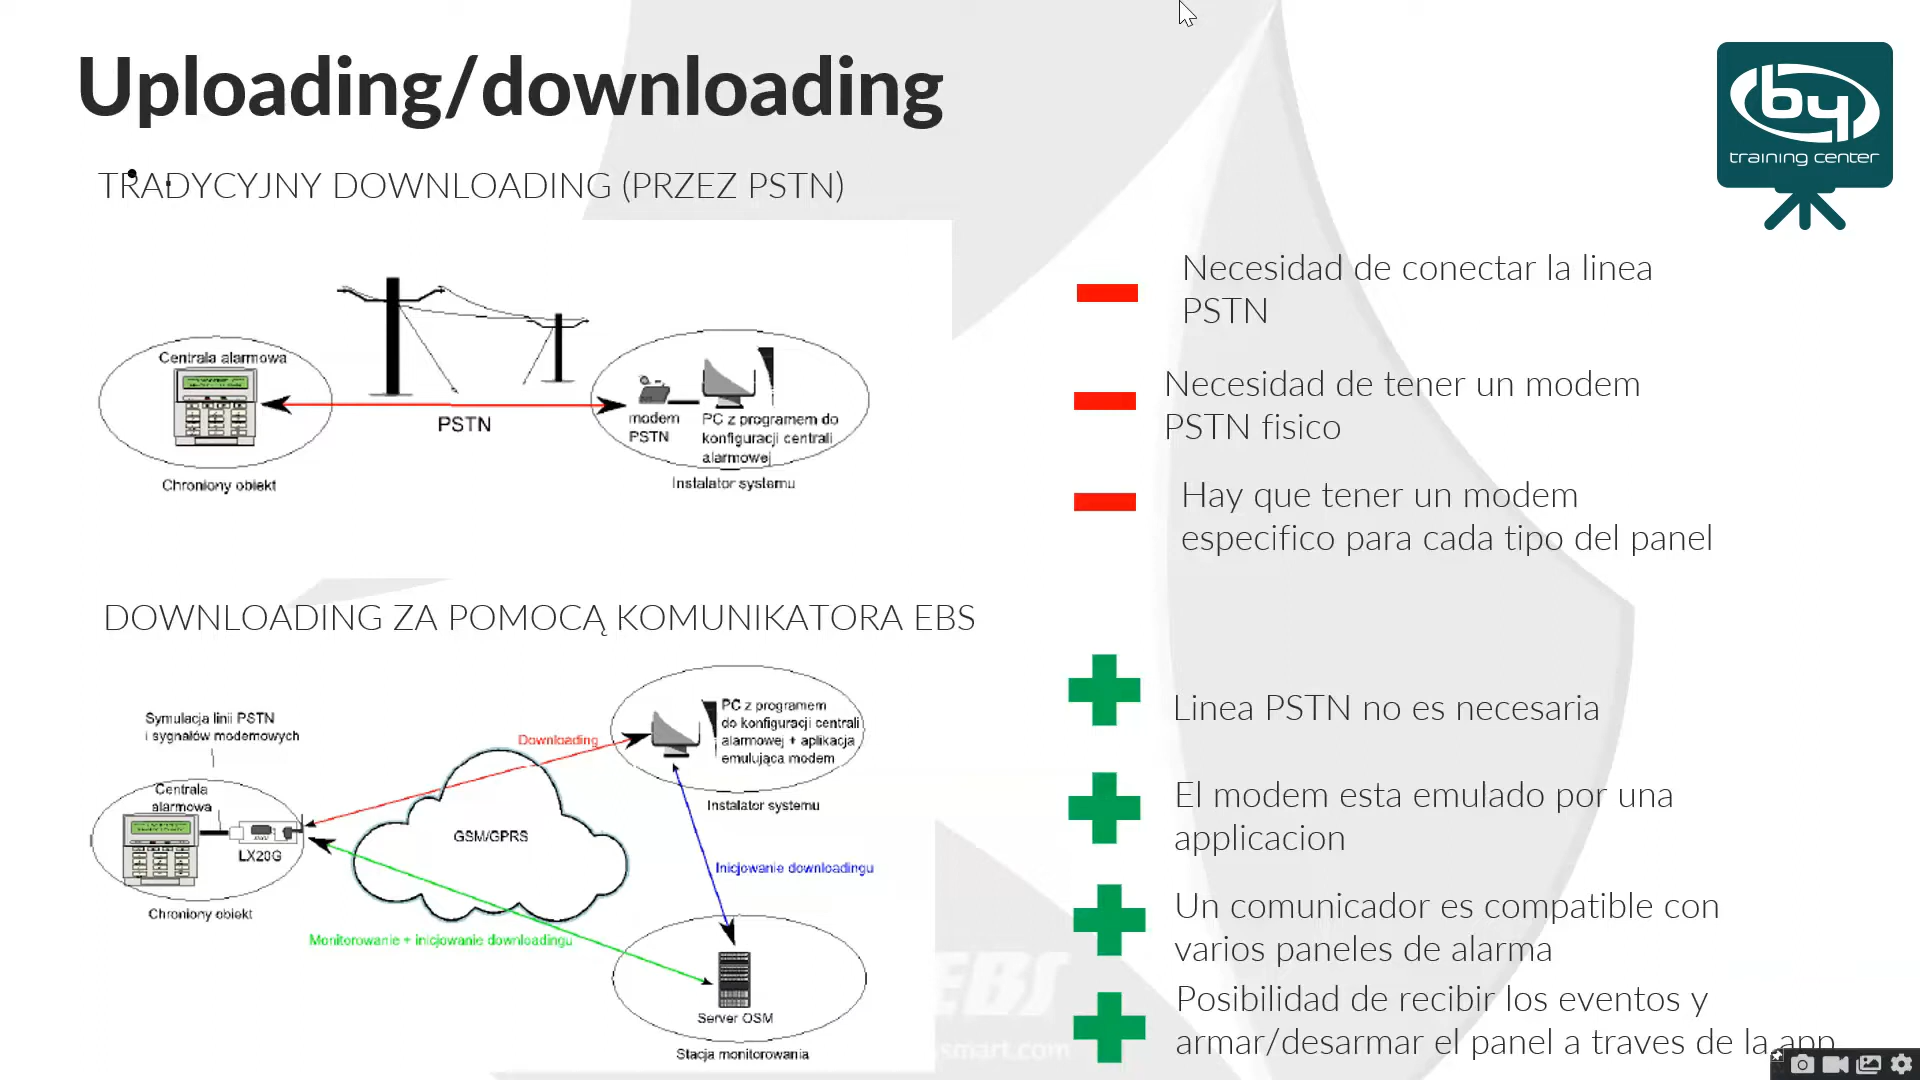 Uploading/downloading
by
training center
TRADYCYJNY DOWNLOADING (PRZEZ PSTN)
Centrala alarmowa
PSTN
modem
PSTN
PC z programem do
konfiguracji centrali
alarmowej
Chroniony obiekt
Instalator systemu
Necesidad de conectar la linea
PSTN
Necesidad de tener un modem
PSTN fisico
Hay que tener un modem
especifico para cada tipo del panel
DOWNLOADING ZA POMOCĄ KOMUNIKATORA EBS
Symulacja linii PSTN
i sygnałów modemowych
Downloading
PC z programem
do konfiguracji centrali
alarmowej + aplikacja
emulująca modem
Instalator systemu
Centrala
alarmowa
LX20G
GSM/GPRS
Chroniony obiekt
Inicjowanie downloadingu
Monitorowanie + inicjowanie downloadingu
Server OSM
Stacja monitorowania
Linea PSTN no es necesaria
El modem esta emulado por una
applicacion
Un comunicador es compatible con
varios paneles de alarma
Posibilidad de recibir los eventos y
armar/desarmar el panel a traves de la app
EBS
smart.com